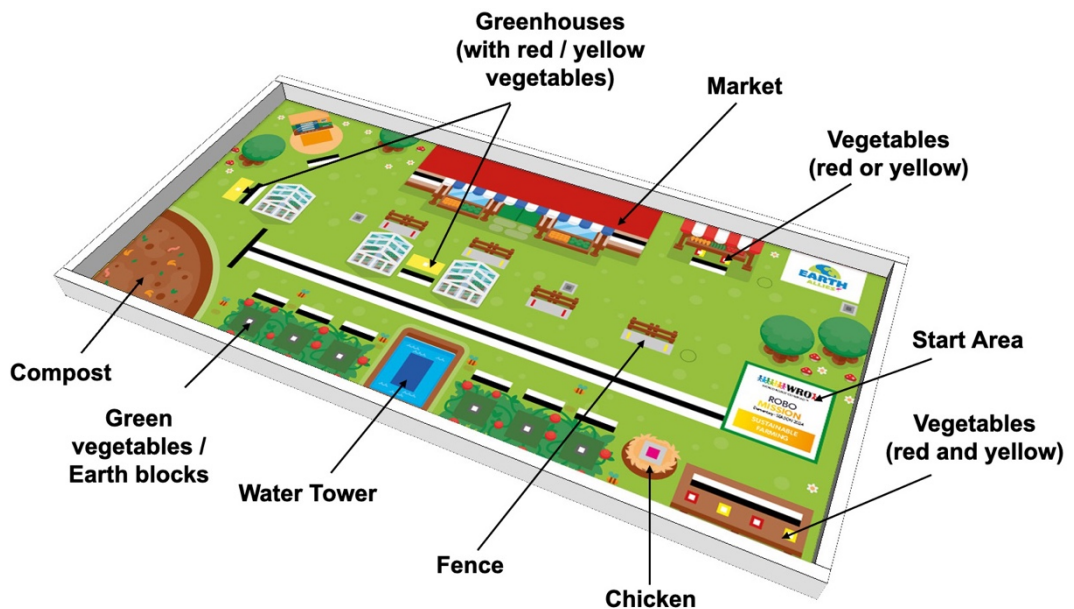 Greenhouses
(with red / yellow
vegetables)
Market
Vegetables
(red or yellow)
EARTH
ALLIES
Start Area
WRO
ROBO
MISSION
SUSTAINABLE
FARMING
Vegetables
(red and yellow)
Compost
Green
vegetables /
Earth blocks
Water Tower
Fence
Chicken